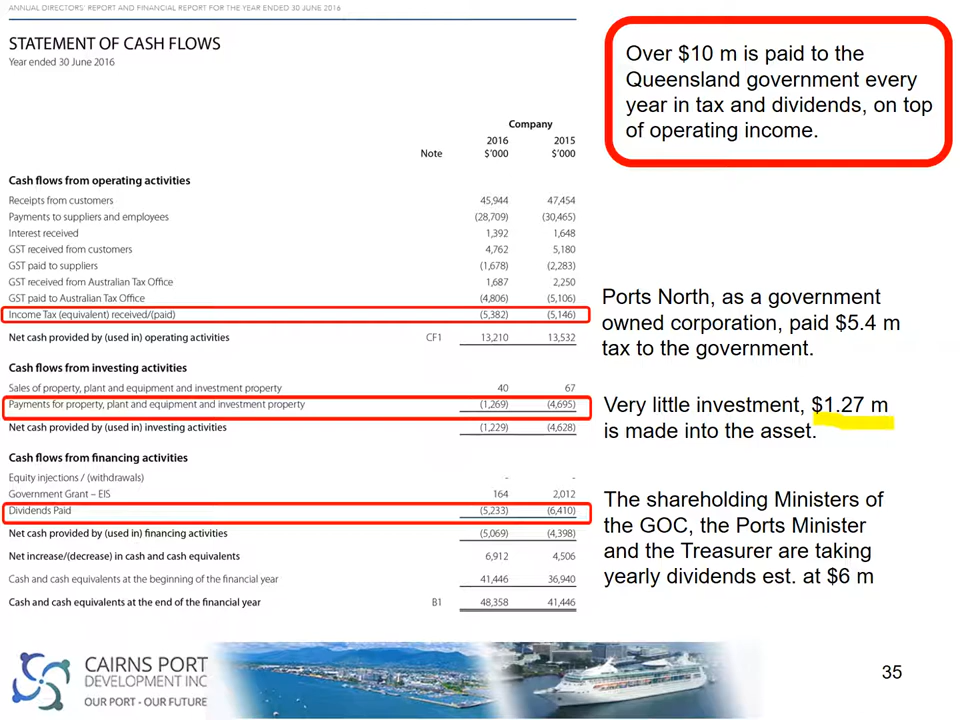 ANNUAL DIRECTORS' REPORT AND FINANCIAL REPORT FOR THE YEAR ENDED 30 JUNE 2016
STATEMENT OF CASH FLOWS
Year ended 30 June 2016
Company
2016 2015
Note $'000 $'000
Cash flows from operating activities
Receipts from customers 45,944 47,454
Payments to suppliers and employees (28,709) (30,465)
Interest received 1,392 1,648
GST received from customers 4,762 5,180
GST paid to suppliers (1,678) (2,283)
GST received from Australian Tax Office 1,687 2,250
GST paid to Australian Tax Office (4,806) (5,106)
Income Tax (equivalent) received/(paid) (5,382) (5,146)
Net cash provided by (used in) operating activities CF1 13,210 13,532
Cash flows from investing activities
Sales of property, plant and equipment and investment property 40 67
Payments for property, plant and equipment and investment property (1,269) (4,695)
Net cash provided by (used in) investing activities (1,229) (4,628)
Cash flows from financing activities
Equity injections / (withdrawals) - -
Government Grant – EIS 164 2,012
Dividends Paid (5,233) (6,410)
Net cash provided by (used in) financing activities (5,069) (4,398)
Net increase/(decrease) in cash and cash equivalents 6,912 4,506
Cash and cash equivalents at the beginning of the financial year 41,446 36,940
Cash and cash equivalents at the end of the financial year B1 48,358 41,446
Over $10 m is paid to the
Queensland government every
year in tax and dividends, on top
of operating income.
Ports North, as a government
owned corporation, paid $5.4 m
tax to the government.
Very little investment, $1.27 m
is made into the asset.
The shareholding Ministers of
the GOC, the Ports Minister
and the Treasurer are taking
yearly dividends est. at $6 m
CAIRNS PORT
DEVELOPMENT INC
OUR PORT - OUR FUTURE
35